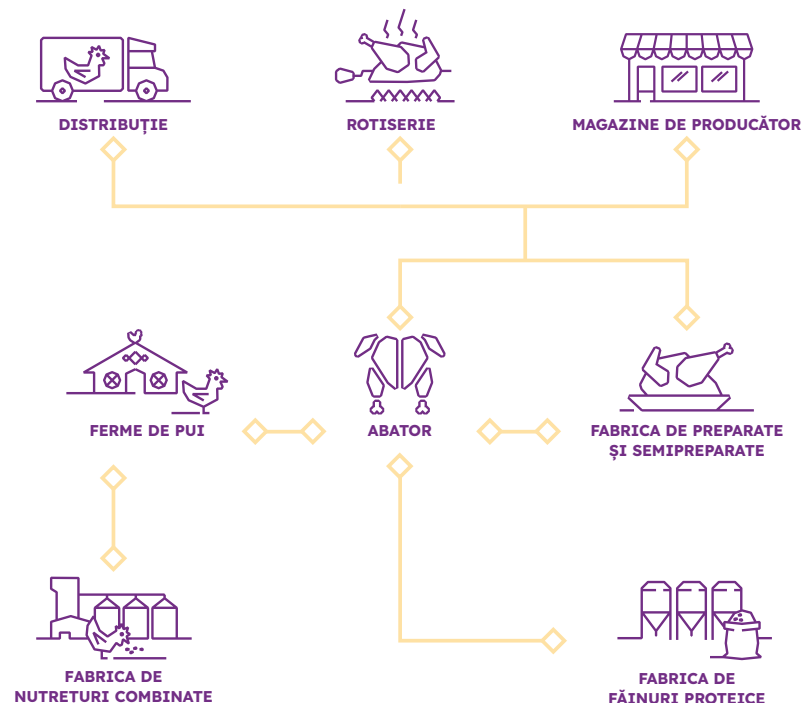 DISTRIBUȚIE
ROTISERIE
MAGAZINE DE PRODUCĂTOR
FERME DE PUI
ABATOR
FABRICA DE PREPARATE
ȘI SEMIPREPARATE
FABRICA DE
NUTRETURI COMBINATE
FABRICA DE
FĂINURI PROTEICE